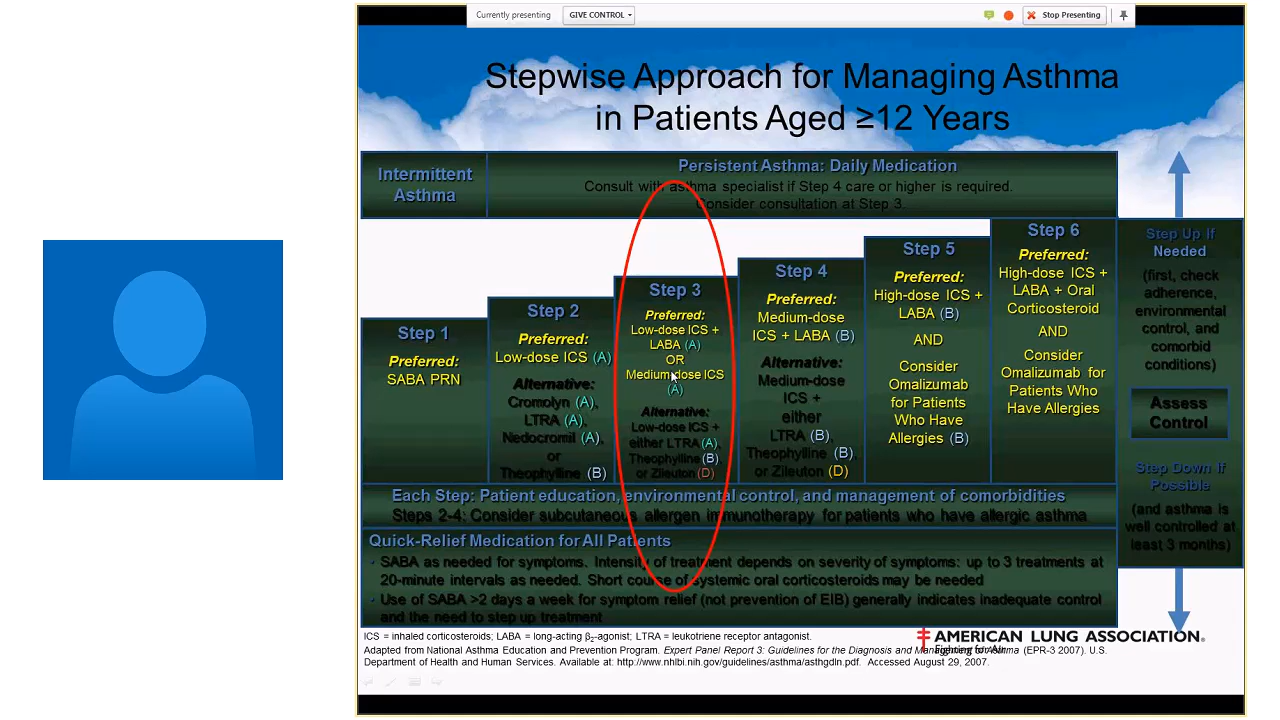 Currently presenting
GIVE CONTROL
Stop Presenting
Stepwise Approach for Managing Asthma
in Patients Aged ≥12 Years
Intermittent
Asthma
Persistent Asthma: Daily Medication
Consult with asthma specialist if Step 4 care or higher is required.
Consider consultation at Step 3.
Step 1
Preferred:
SABA PRN
Step 2
Preferred:
Low-dose ICS (A)
Alternative:
Cromolyn (A),
LTRA (A),
Nedocromil (A),
or
Theophylline (B)
Step 3
Preferred:
Low-dose ICS +
LABA (A)
OR
Medium-dose ICS
(A)
Alternative:
Low-dose ICS +
either LTRA (A),
Theophylline (B)
or Zileuton (D)
Step 4
Preferred:
Medium-dose
ICS + LABA (B)
Alternative:
Medium-dose
ICS +
either
LTRA (B),
Theophylline (B),
or Zileuton (D)
Step 5
Preferred:
High-dose ICS +
LABA (B)
AND
Consider
Omalizumab
for Patients
Who Have
Allergies (B)
Step 6
Preferred:
High-dose ICS +
LABA + Oral
Corticosteroid
AND
Consider
Omalizumab for
Patients Who
Have Allergies
Step Up If
Needed
(first, check
adherence,
environmental
control, and
comorbid
conditions)
Assess
Control
Step Down If
Possible
(and asthma is
well controlled at
least 3 months)
Each Step: Patient education, environmental control, and management of comorbidities
Steps 2-4: Consider subcutaneous allergen immunotherapy for patients who have allergic asthma
Quick-Relief Medication for All Patients
• SABA as needed for symptoms. Intensity of treatment depends on severity of symptoms: up to 3 treatments at
20-minute intervals as needed. Short course of systemic oral corticosteroids may be needed
• Use of SABA >2 days a week for symptom relief (not prevention of EIB) generally indicates inadequate control
and the need to step up treatment
ICS = inhaled corticosteroids; LABA = long-acting β2-agonist; LTRA = leukotriene receptor antagonist.
Adapted from National Asthma Education and Prevention Program. Expert Panel Report 3: Guidelines for the Diagnosis and Management of Asthma (EPR-3 2007). U.S.
Department of Health and Human Services. Available at: http://www.nhlbi.nih.gov/guidelines/asthma/asthgdln.pdf. Accessed August 29, 2007.
AMERICAN LUNG ASSOCIATION®
Fighting for Air